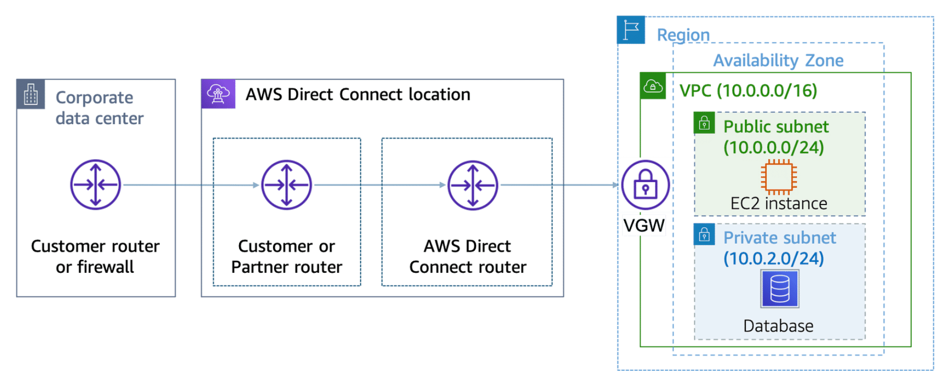 Corporate
data center
Customer router
or firewall
AWS Direct Connect location
Customer or
Partner router
AWS Direct
Connect router
Region
Availability Zone
VPC (10.0.0.0/16)
Public subnet
(10.0.0.0/24)
EC2 instance
VGW
Private subnet
(10.0.2.0/24)
Database